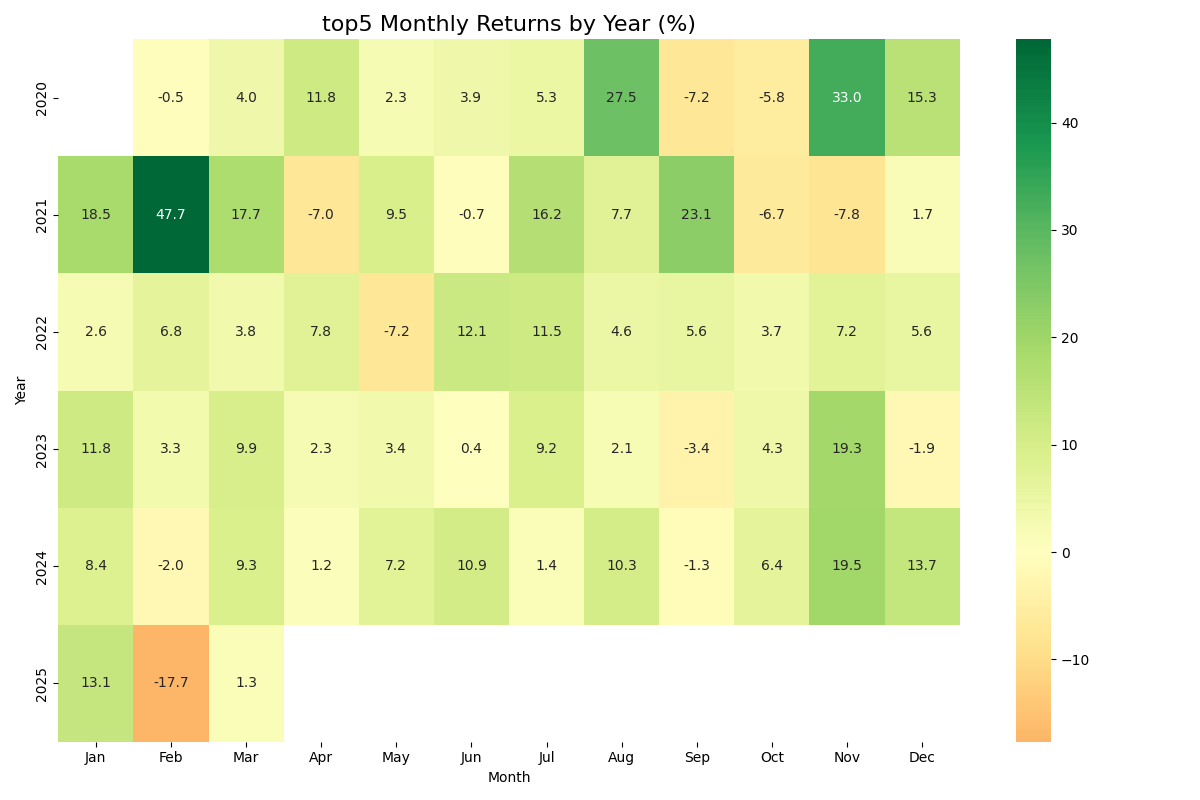 top5 Monthly Returns by Year (%)
2020 -0.5 4.0 11.8 2.3 3.9 5.3 27.5 -7.2 -5.8 33.0 15.3
2021 18.5 47.7 17.7 -7.0 9.5 -0.7 16.2 7.7 23.1 -6.7 -7.8 1.7
2022 2.6 6.8 3.8 7.8 -7.2 12.1 11.5 4.6 5.6 3.7 7.2 5.6
2023 11.8 3.3 9.9 2.3 3.4 0.4 9.2 2.1 -3.4 4.3 19.3 -1.9
2024 8.4 -2.0 9.3 1.2 7.2 10.9 1.4 10.3 -1.3 6.4 19.5 13.7
2025 13.1 -17.7 1.3
Year
Jan Feb Mar Apr May Jun Jul Aug Sep Oct Nov Dec
Month
40
30
20
10
0
−10